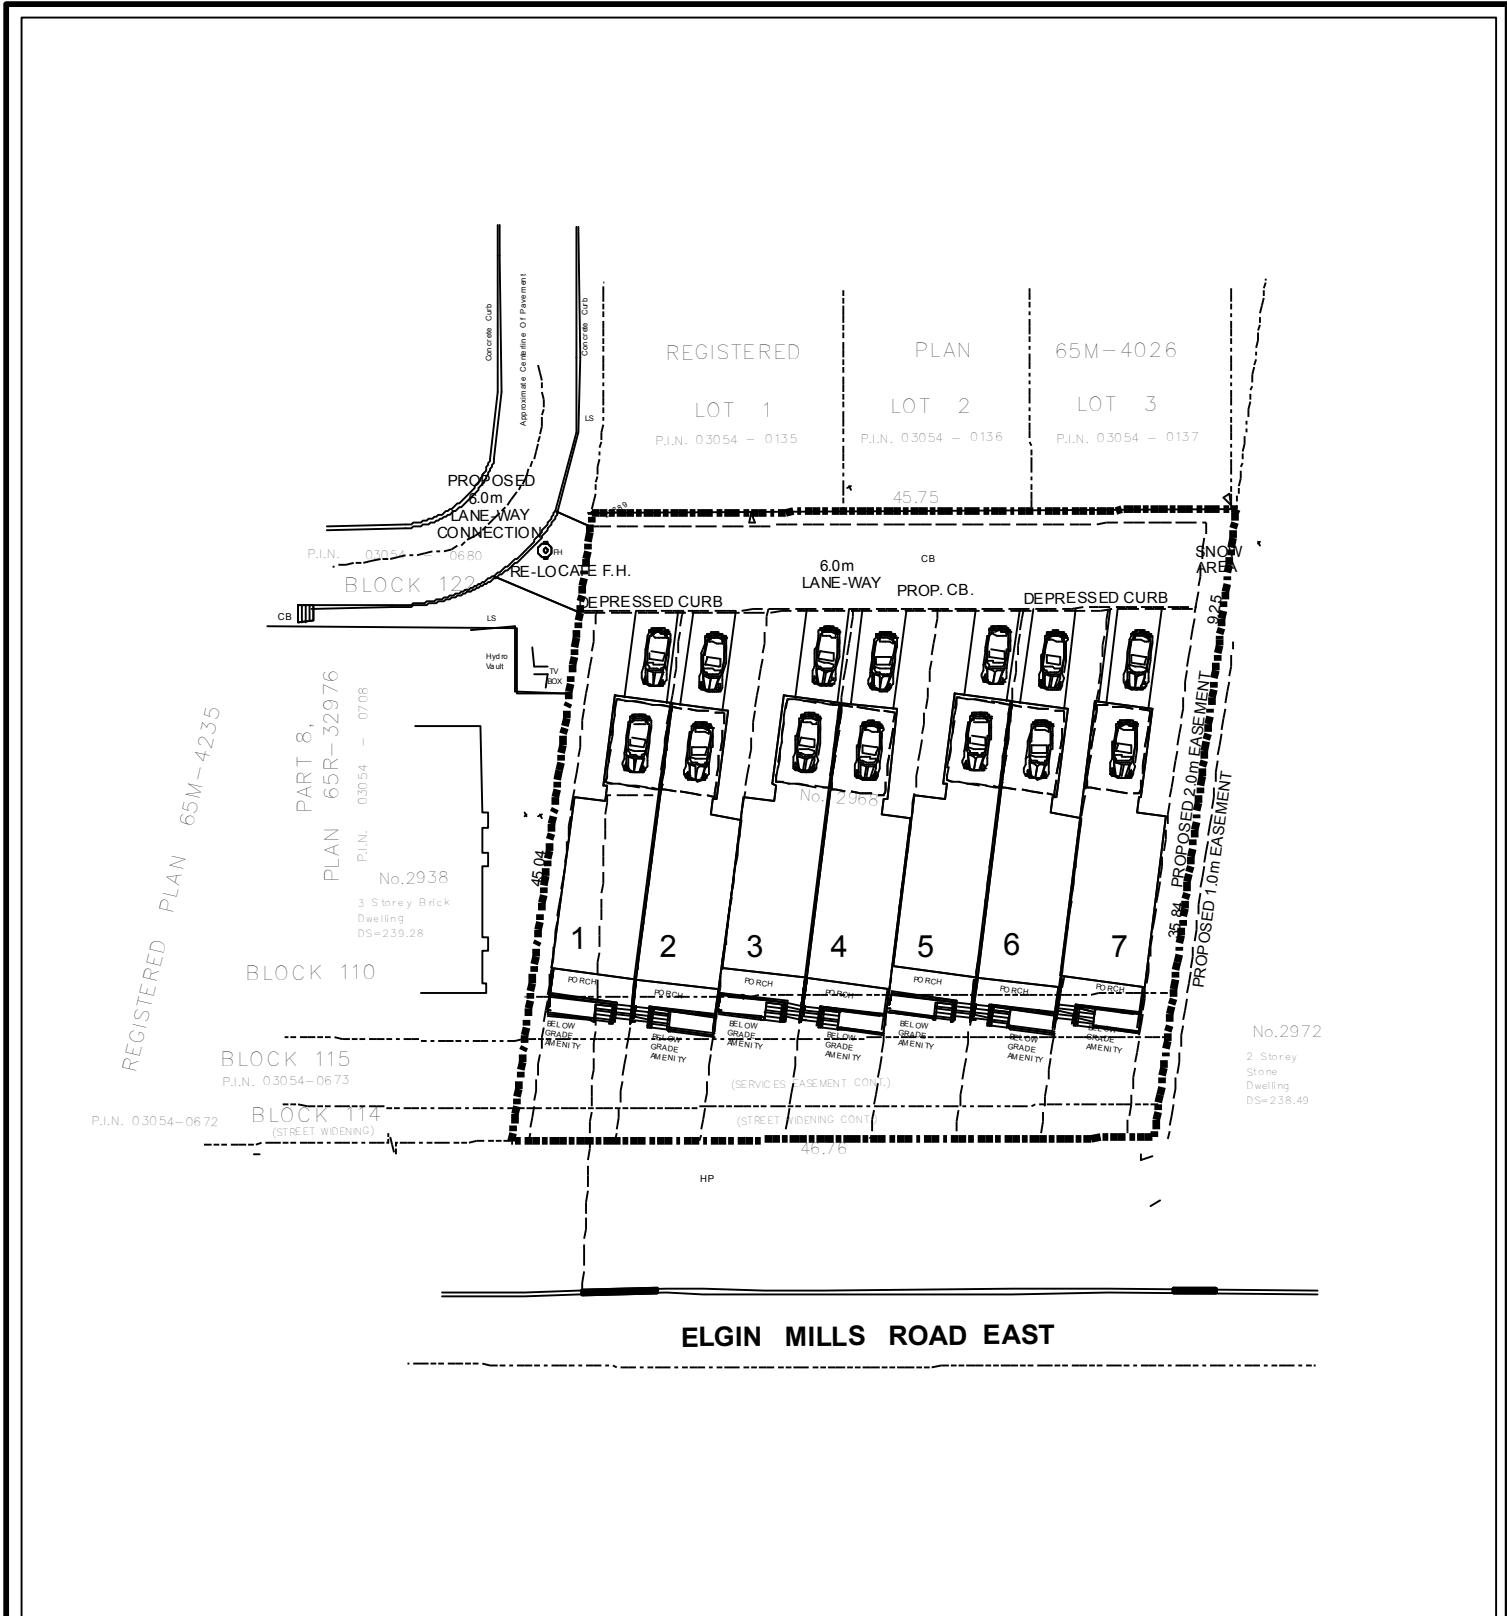 Concrete Curb
Approximate Centerline Of Pavement
Concrete Curb
LS
REGISTERED PLAN 65M-4026
LOT 1
P.I.N. 03054 - 0135
LOT 2
P.I.N. 03054 - 0136
LOT 3
P.I.N. 03054 - 0137
45.75
PROPOSED
6.0m
LANE-WAY
CONNECTION
FH
RE-LOCATE F.H.
P.I.N. 03054 - 0680
BLOCK 122
CB
LS
Hydro
Vault
TV
BOX
DEPRESSED CURB
6.0m
LANE-WAY
CB
PROP. CB.
DEPRESSED CURB
SNOW
AREA
9.25
REGISTERED PLAN 65M-4235
PART 8,
PLAN 65R-32976
P.I.N. 03054 - 0708
No.2938
3 Storey Brick
Dwelling
DS=239.28
BLOCK 110
45.04
No. 2968
35.84
PROPOSED 2.0m EASEMENT
PROPOSED 1.0m EASEMENT
1
2
3
4
5
6
7
PORCH
PORCH
PORCH
PORCH
PORCH
PORCH
PORCH
BELOW
GRADE
AMENITY
BELOW
GRADE
AMENITY
BELOW
GRADE
AMENITY
BELOW
GRADE
AMENITY
BELOW
GRADE
AMENITY
BELOW
GRADE
AMENITY
BELOW
GRADE
AMENITY
No.2972
2 Storey
Stone
Dwelling
DS=238.49
BLOCK 115
P.I.N. 03054-0673
(SERVICES EASEMENT CONT.)
P.I.N. 03054-0672
BLOCK 114
(STREET WIDENING)
(STREET WIDENING CONT.)
46.76
HP
ELGIN MILLS ROAD EAST